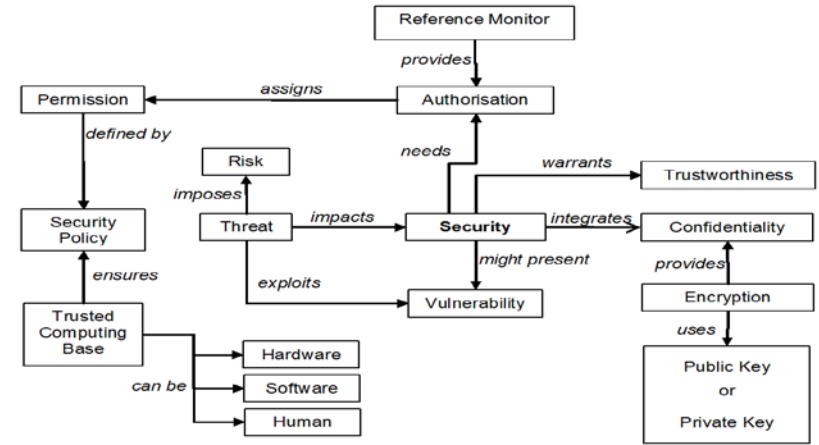 Reference Monitor
provides
assigns
Permission
Authorisation
defined by
needs
warrants
Risk
Trustworthiness
imposes
Security
Policy
Threat
impacts
Security
integrates
Confidentiality
might present
provides
ensures
exploits
Vulnerability
Encryption
Trusted
Computing
Base
uses
Hardware
can be
Software
Human
Public Key
or
Private Key